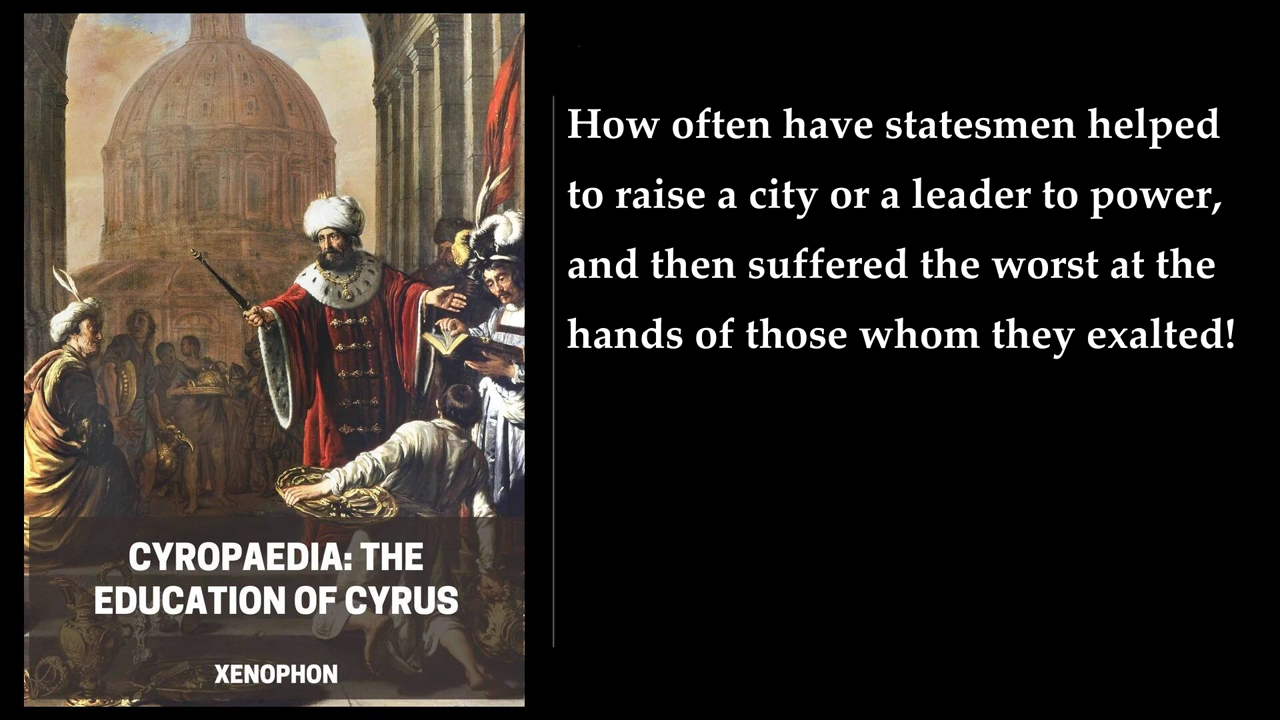 CYROPAEDIA: THE
EDUCATION OF CYRUS
XENOPHON
How often have statesmen helped
to raise a city or a leader to power,
and then suffered the worst at the
hands of those whom they exalted!